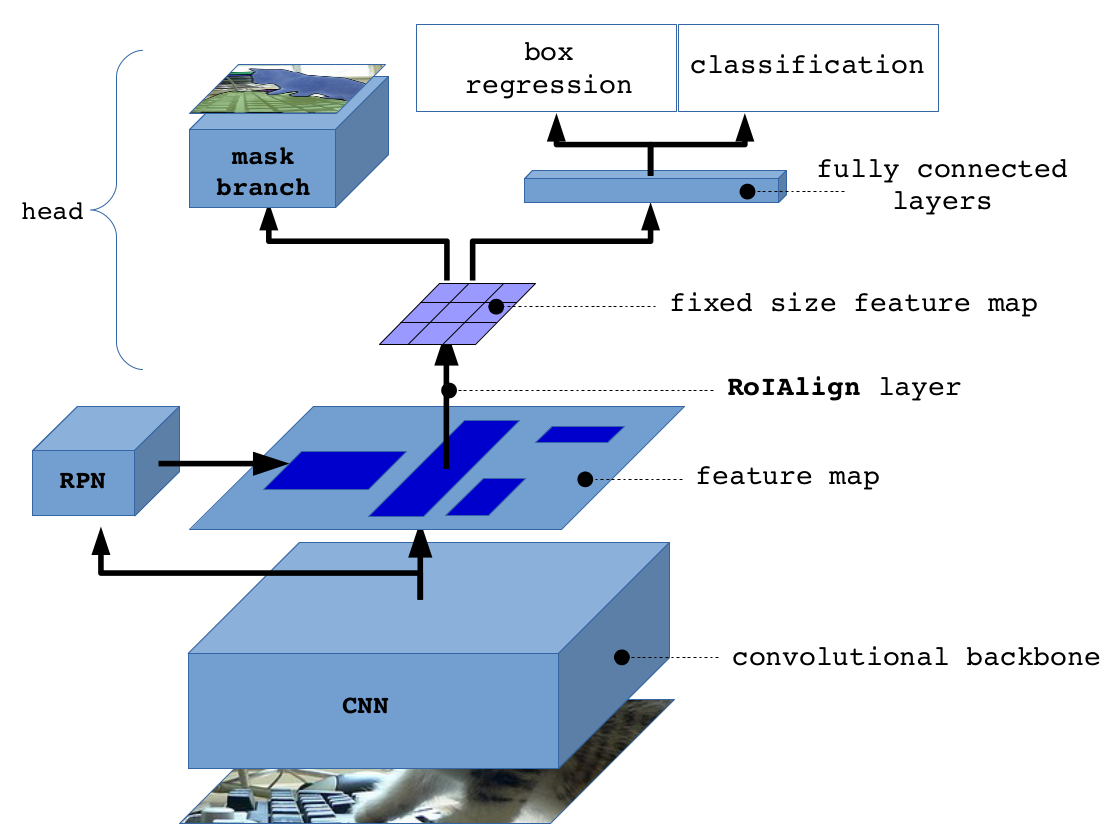 box
regression
classification
mask
branch
fully connected
layers
head
fixed size feature map
RoIAlign layer
RPN
feature map
convolutional backbone
CNN